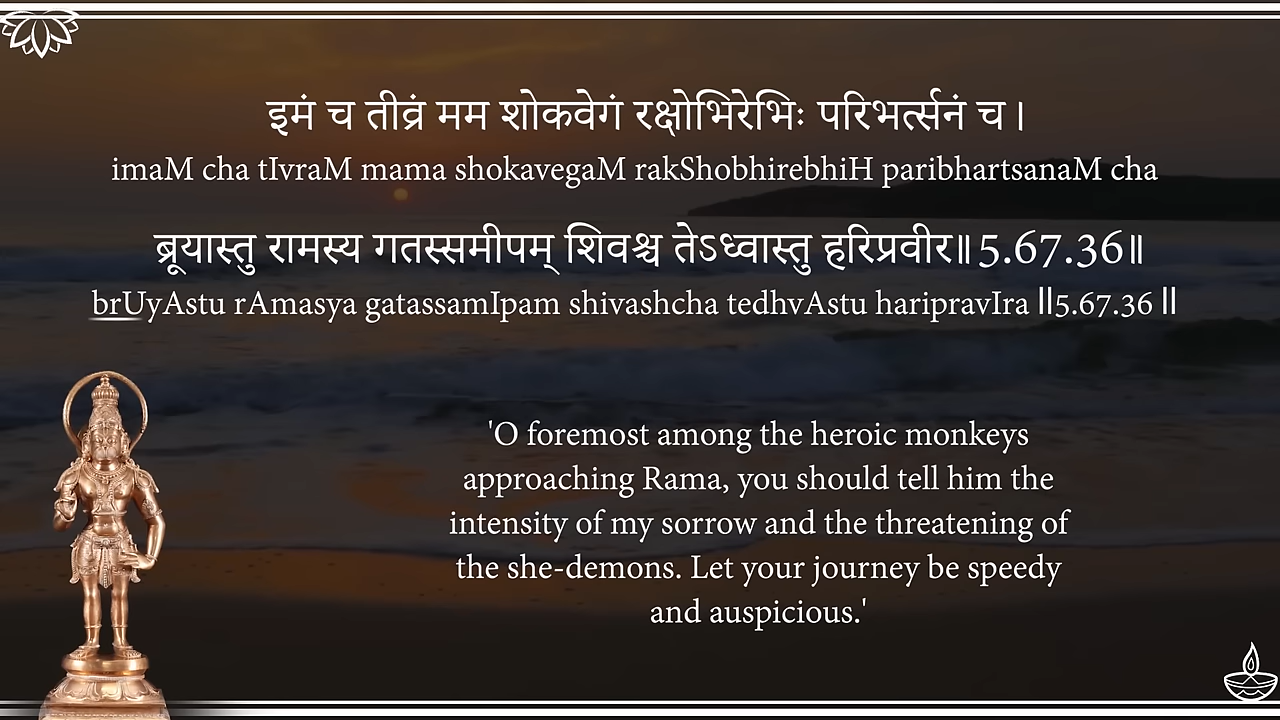 इमं च तीव्रं मम शोकवेगं रक्षोभिरेभिः परिभर्त्सनं च।
imaM cha tIvraM mama shokavegaM rakShobhirebhiH paribhartsanaM cha
ब्रूयास्तु रामस्य गतस्समीपम् शिवश्च तेऽध्वास्तु हरिप्रवीर॥5.67.36॥
brUyAstu rAmasya gatassamIpam shivashcha tedhvAstu haripravIra ||5.67.36 ||
'O foremost among the heroic monkeys
approaching Rama, you should tell him the
intensity of my sorrow and the threatening of
the she-demons. Let your journey be speedy
and auspicious.'